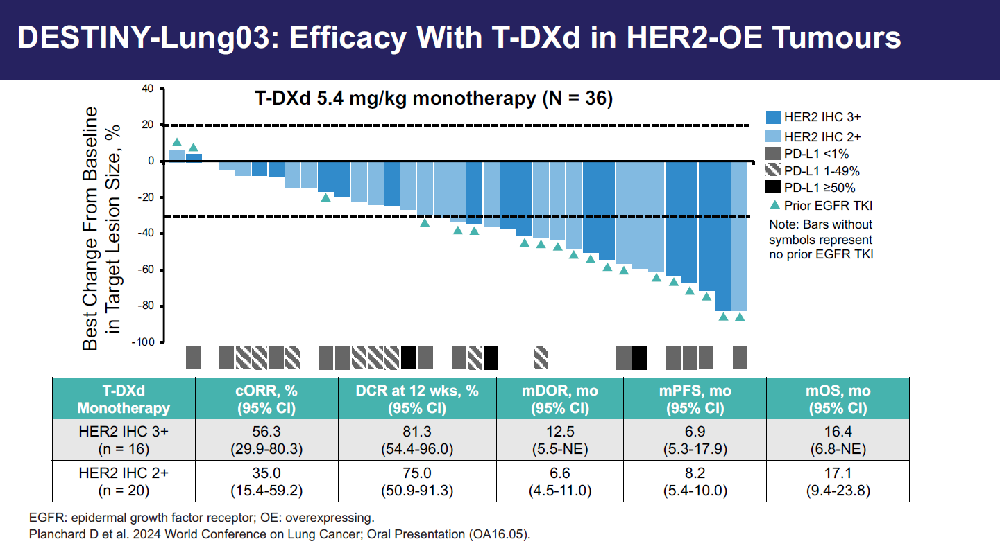 DESTINY-Lung03: Efficacy With T-DXd in HER2-OE Tumours
T-DXd 5.4 mg/kg monotherapy (N = 36)
Best Change From Baseline
in Target Lesion Size, %
40
20
0
-20
-40
-60
-80
-100
HER2 IHC 3+
HER2 IHC 2+
PD-L1 <1%
PD-L1 1-49%
PD-L1 ≥50%
Prior EGFR TKI
Note: Bars without
symbols represent
no prior EGFR TKI
T-DXd
Monotherapy
cORR, %
(95% CI)
DCR at 12 wks, %
(95% CI)
mDOR, mo
(95% CI)
mPFS, mo
(95% CI)
mOS, mo
(95% CI)
HER2 IHC 3+
(n = 16)
56.3
(29.9-80.3)
81.3
(54.4-96.0)
12.5
(5.5-NE)
6.9
(5.3-17.9)
16.4
(6.8-NE)
HER2 IHC 2+
(n = 20)
35.0
(15.4-59.2)
75.0
(50.9-91.3)
6.6
(4.5-11.0)
8.2
(5.4-10.0)
17.1
(9.4-23.8)
EGFR: epidermal growth factor receptor; OE: overexpressing.
Planchard D et al. 2024 World Conference on Lung Cancer; Oral Presentation (OA16.05).